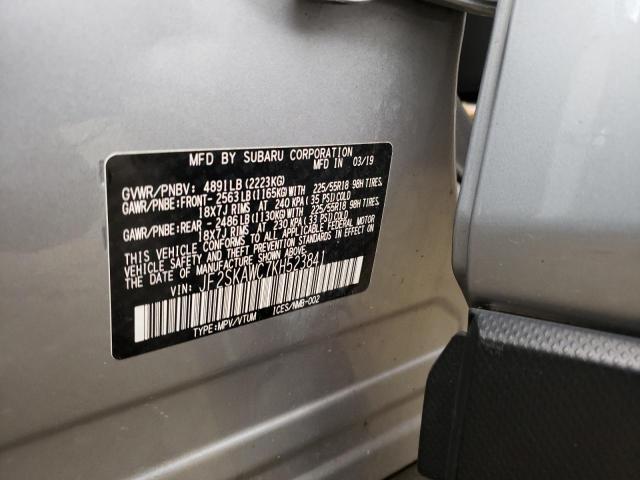 MFD BY SUBARU CORPORATION IN 03/19
GVWR/PNBV: 4891LB(2223KG)
GAWR/PNBE:FRONT- 2563LB(1165KG)WITH 225/55R18 98H TIRES.
18X7J RIMS AT 240 KPA(35 PSI)COLD
GAWR/PNBE:REAR -2486LB(1130KG)WITH 225/55R18 98H TIRES.
18X7J RIMS AT 230 KPA(33 PSI)COLD
THIS VEHICLE CONFORMS TO ALL APPLICABLE FEDERAL MOTOR
VEHICLE SAFETY AND THEFT PREVENTION STANDARDS IN EFFECT
ON THE DATE OF MANUFACTURE SHOWN ABOVE.
VIN: JF2SKAWC7KH523841
TYPE:MPV/VTUM ICES/NMB-002